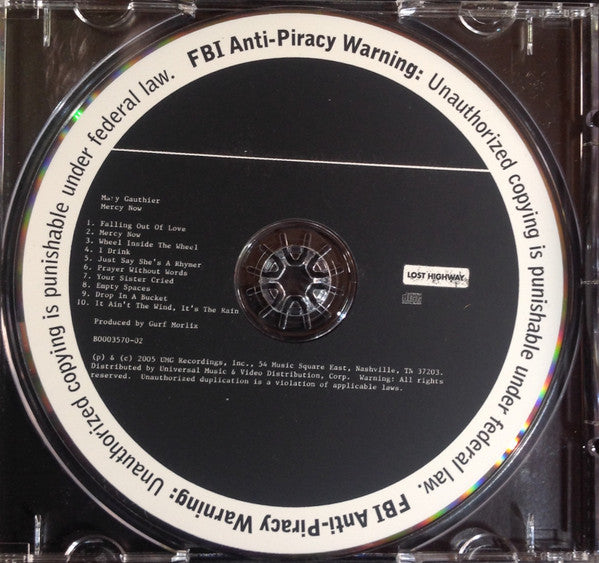 FBI Anti-Piracy Warning: Unauthorized copying is punishable under federal law.
FBI Anti-Piracy Warning: Unauthorized copying is punishable under federal law.
Mary Gauthier
Mercy Now
1. Falling Out Of Love
2. Mercy Now
3. Wheel Inside The Wheel
4. I Drink
5. Just Say She's A Rhymer
6. Prayer Without Words
7. Your Sister Cried
8. Empty Spaces
9. Drop In A Bucket
10. It Ain't The Wind, It's The Rain
Produced by Gurf Morlix
B0003570-02
(p) & (c) 2005 UMG Recordings, Inc., 54 Music Square East, Nashville, TN 37203.
Distributed by Universal Music & Video Distribution, Corp. Warning: All rights
reserved. Unauthorized duplication is a violation of applicable laws.
LOST HIGHWAY